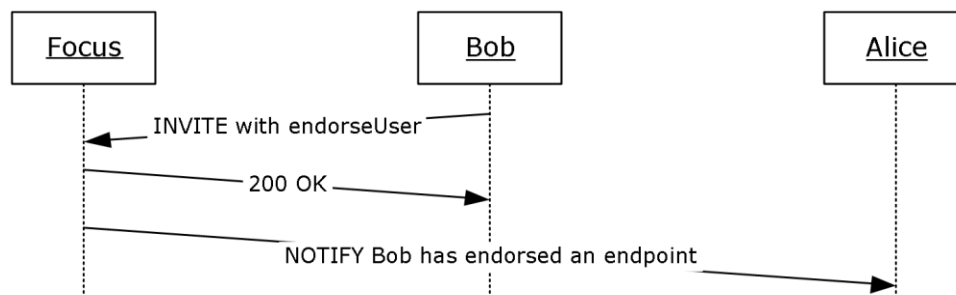 Focus
Bob
Alice
INVITE with endorseUser
200 OK
NOTIFY Bob has endorsed an endpoint